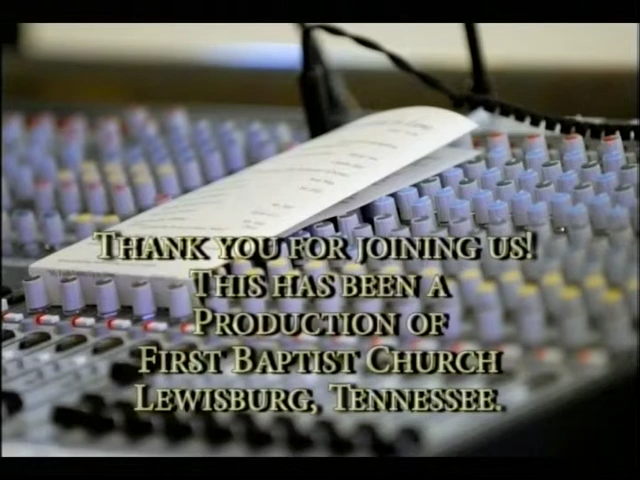 Thank you for joining us!
This has been a
Production of
First Baptist Church
Lewisburg, Tennessee.